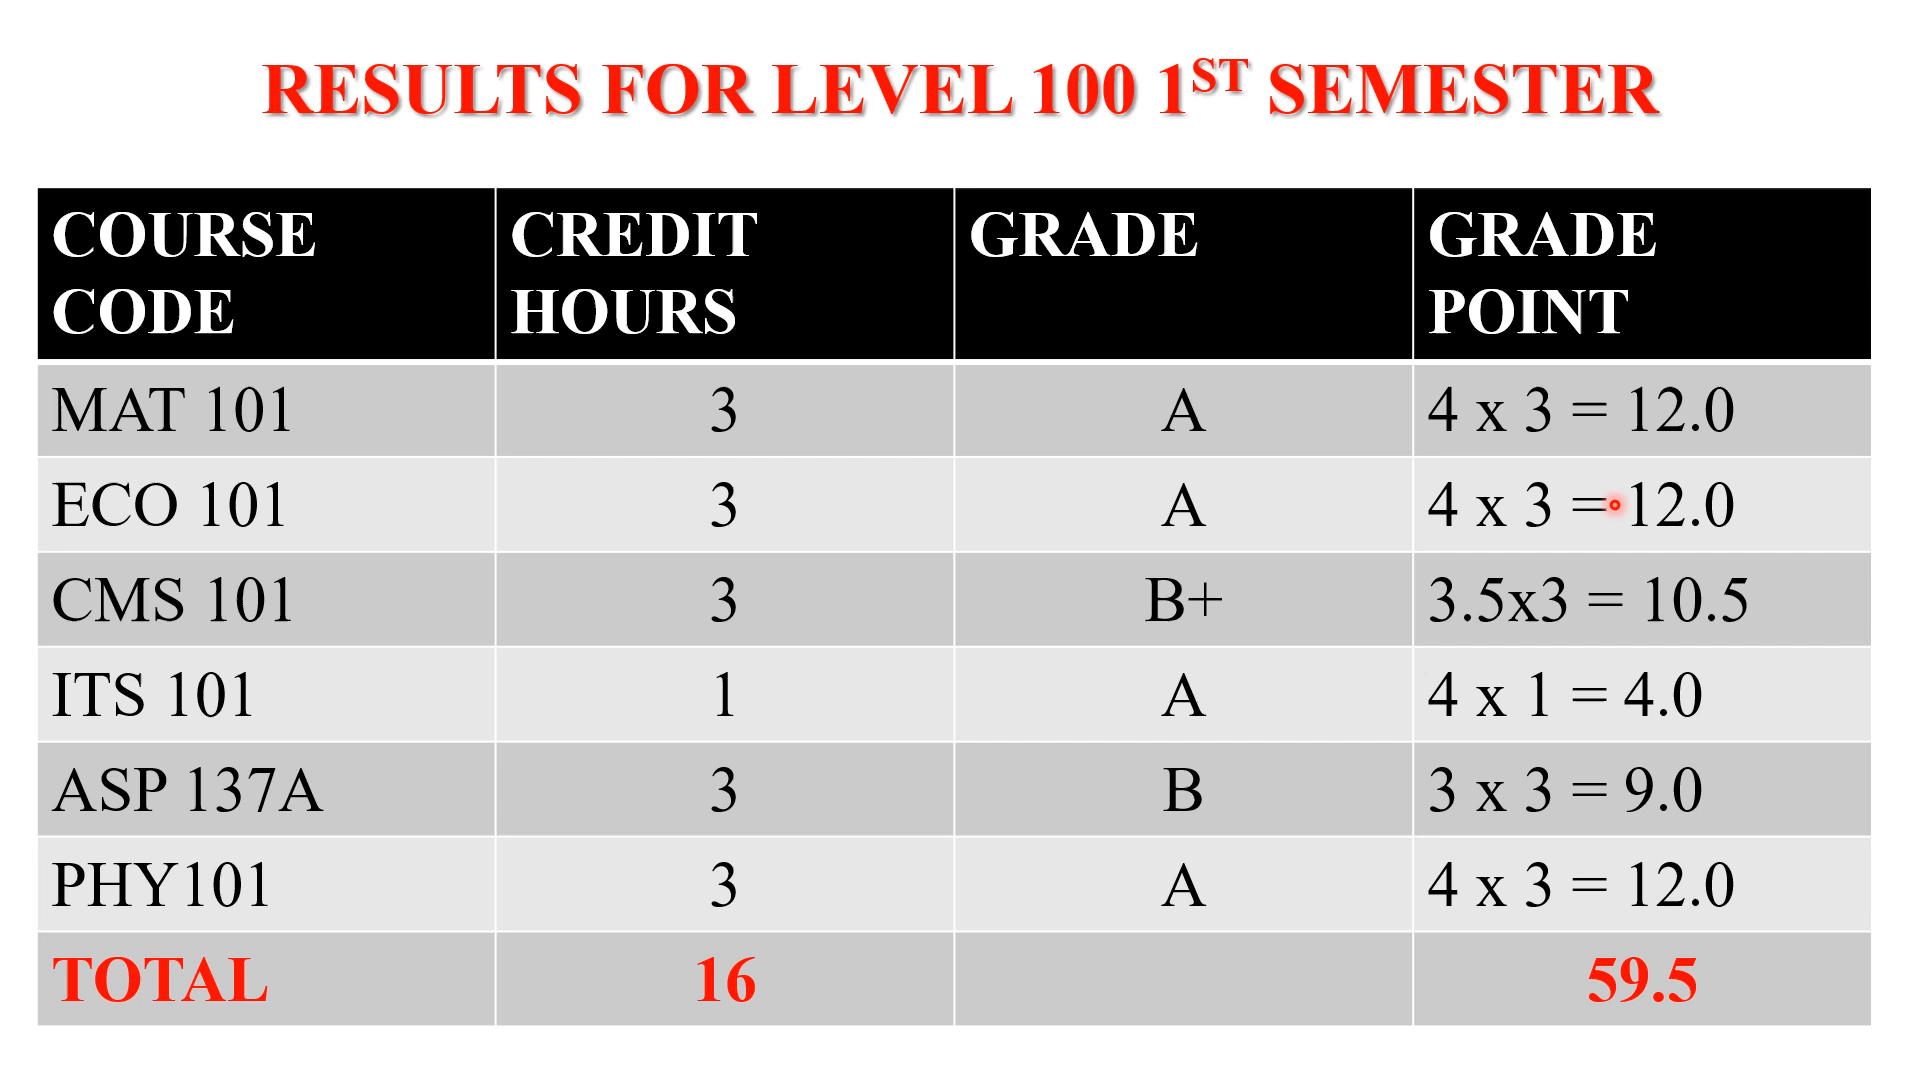 RESULTS FOR LEVEL 100 1ST SEMESTER
COURSE CODE CREDIT HOURS GRADE GRADE POINT
MAT 101 3 A 4 x 3 = 12.0
ECO 101 3 A 4 x 3 = 12.0
CMS 101 3 B+ 3.5x3 = 10.5
ITS 101 1 A 4 x 1 = 4.0
ASP 137A 3 B 3 x 3 = 9.0
PHY101 3 A 4 x 3 = 12.0
TOTAL 16 59.5